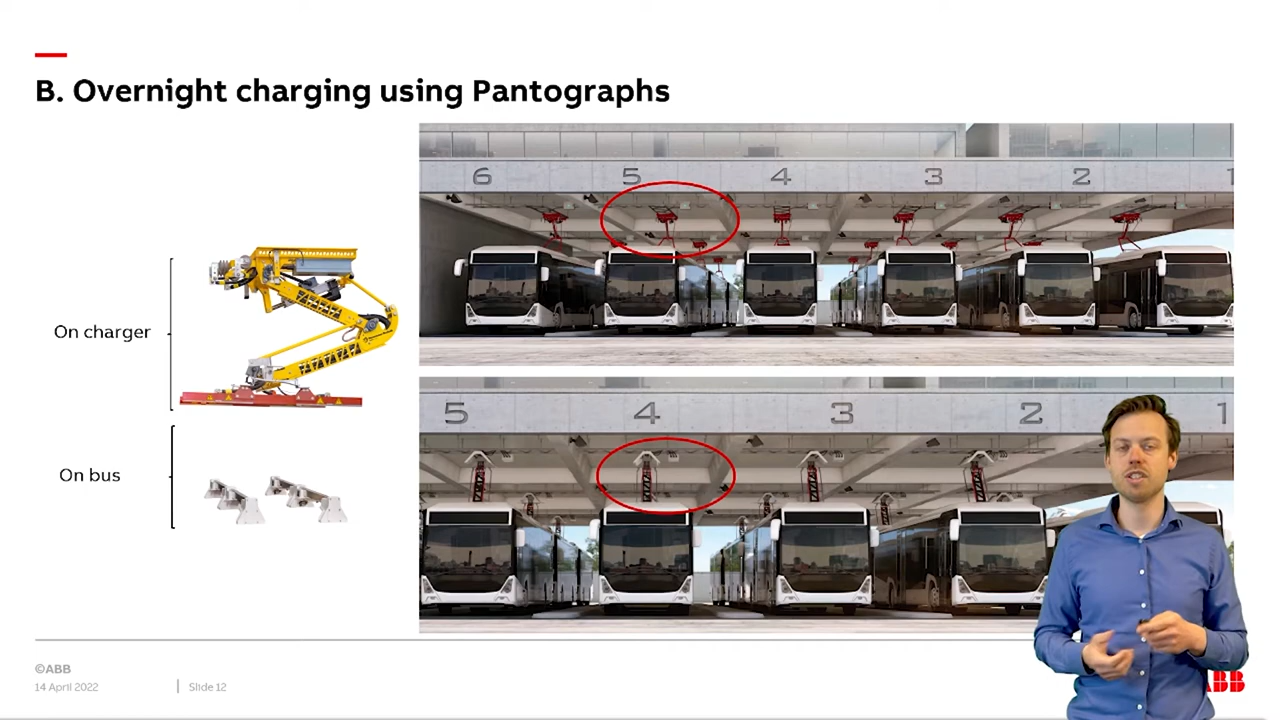 B. Overnight charging using Pantographs
6 5 4 3 2 1
On charger
5 4 3 2 1
On bus
©ABB
14 April 2022
Slide 12
ABB